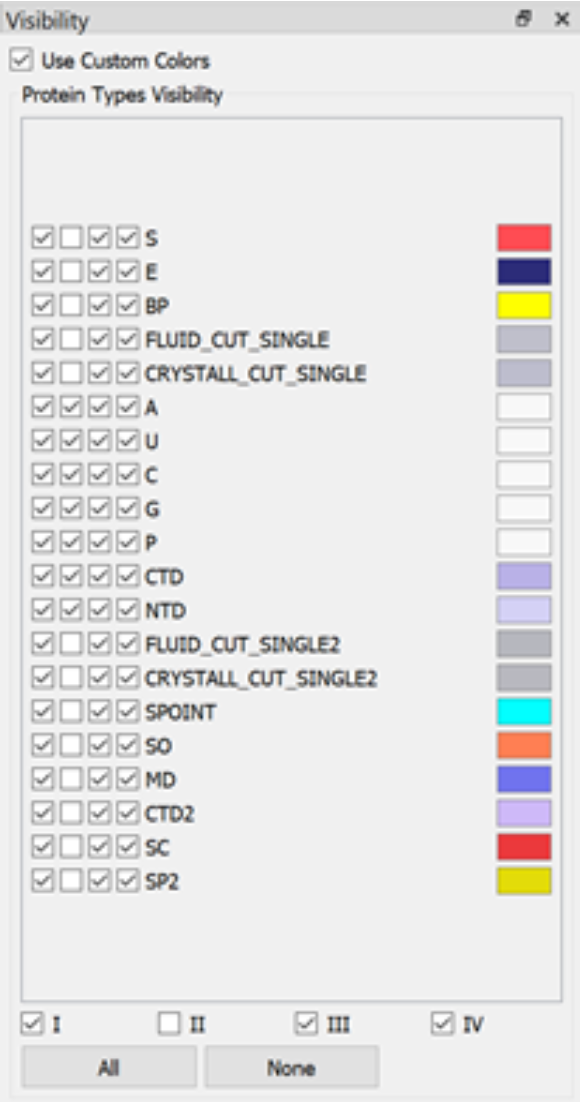 Visibility
Use Custom Colors
Protein Types Visibility
S
E
BP
FLUID_CUT_SINGLE
CRYSTALL_CUT_SINGLE
A
U
C
G
P
CTD
NTD
FLUID_CUT_SINGLE2
CRYSTALL_CUT_SINGLE2
SPOINT
SO
MD
CTD2
SC
SP2
I II III IV
All None